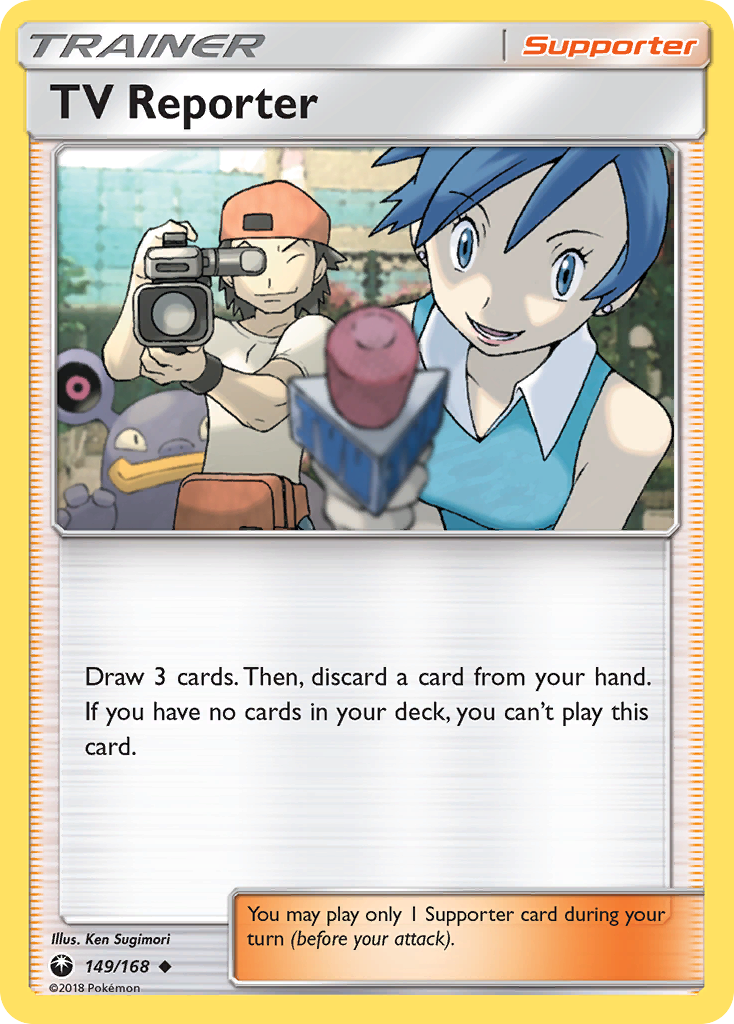 TRAINER
Supporter
TV Reporter
Draw 3 cards. Then, discard a card from your hand.
If you have no cards in your deck, you can't play this
card.
You may play only 1 Supporter card during your
turn (before your attack).
Illus. Ken Sugimori
149/168
©2018 Pokémon